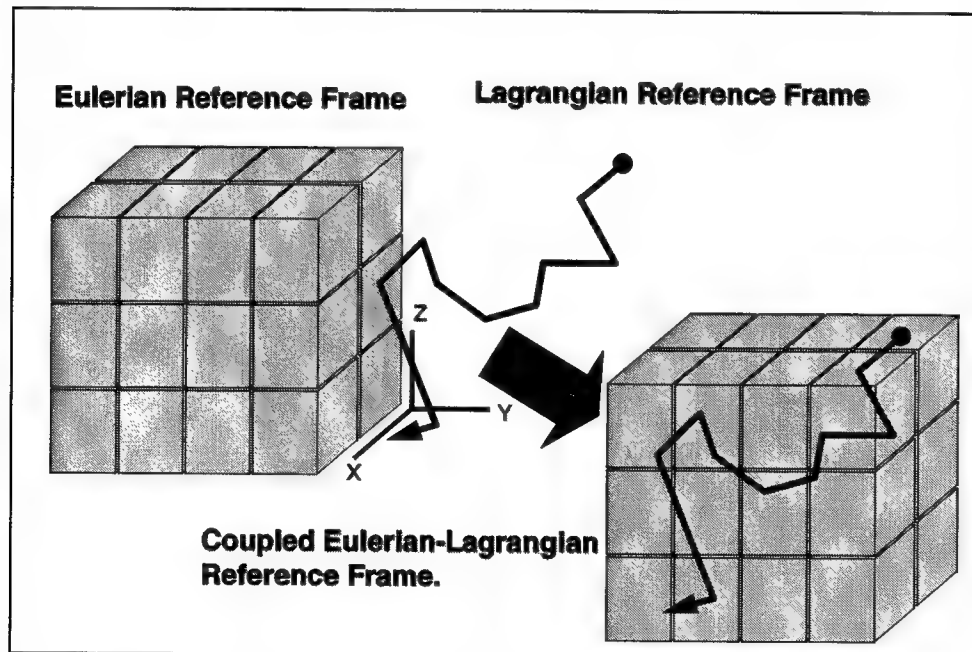 Eulerian Reference Frame
Lagrangian Reference Frame
Z
Y
X
Coupled Eulerian-Lagrangian
Reference Frame.